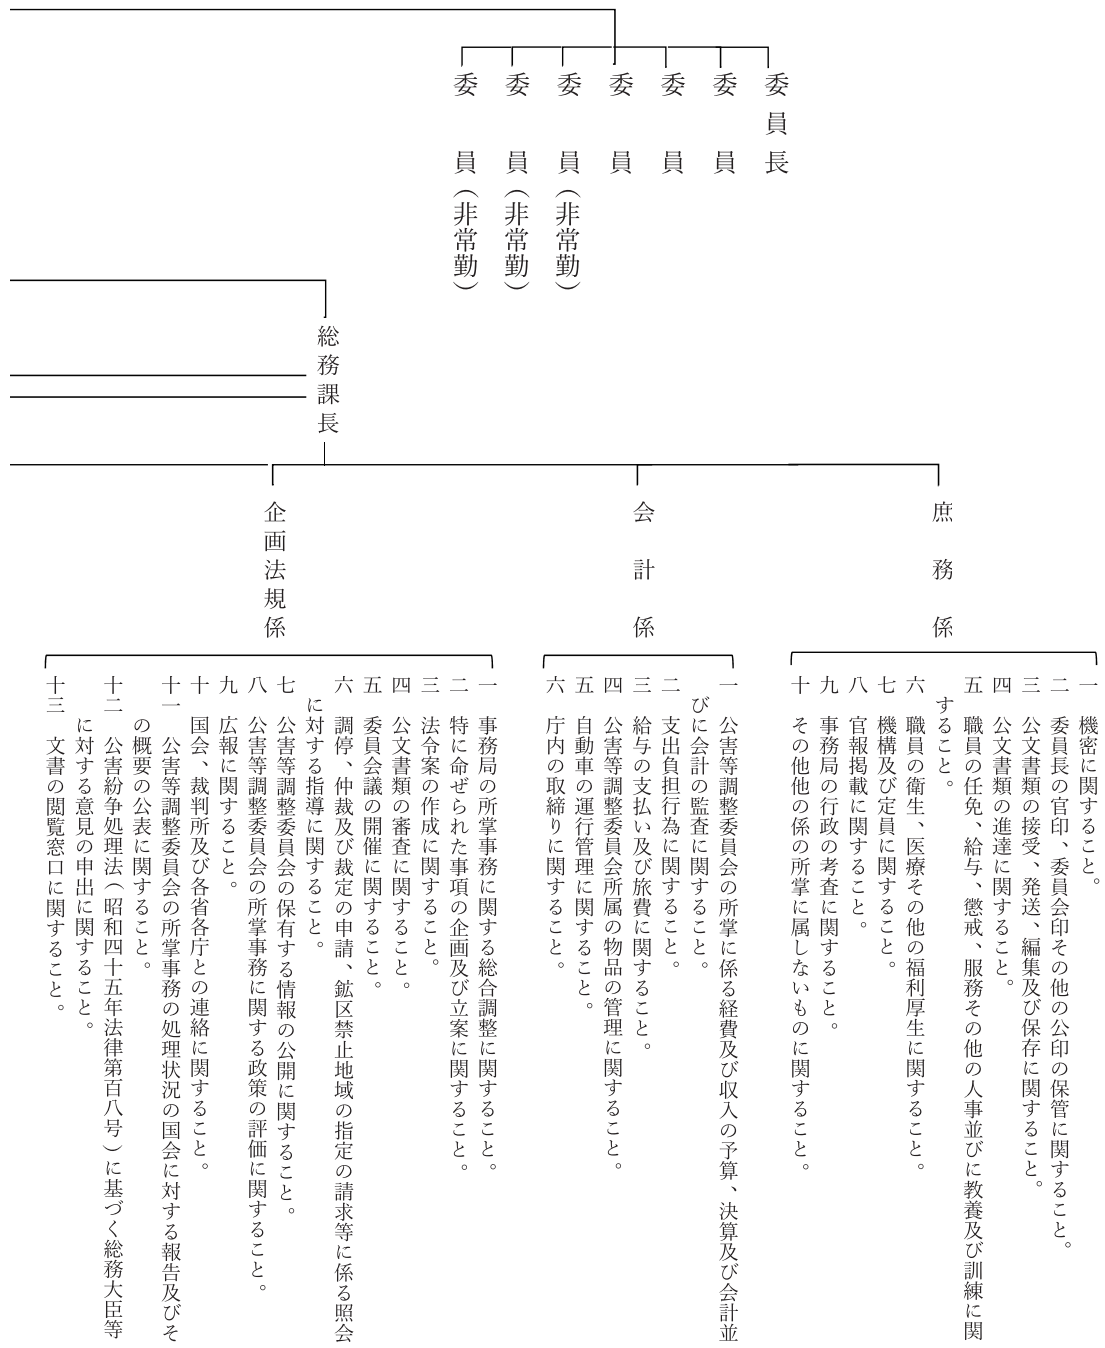 委員長
委　　員
委　　員
委　　員
委　　員（非常勤）
委　　員（非常勤）
委　　員（非常勤）
総務課長
庶　務　係
一　機密に関すること。
二　委員長の官印、委員会印その他の公印の保管に関すること。
三　公文書類の接受、発送、編集及び保存に関すること。
四　公文書類の進達に関すること。
五　職員の任免、給与、懲戒、服務その他の人事並びに教養及び訓練に関
すること。
六　職員の衛生、医療その他の福利厚生に関すること。
七　機構及び定員に関すること。
八　官報掲載に関すること。
九　事務局の行政の考査に関すること。
十　その他他の係の所掌に属しないものに関すること。
会　計　係
一　公害等調整委員会の所掌に係る経費及び収入の予算、決算及び会計並
びに会計の監査に関すること。
二　支出負担行為に関すること。
三　給与の支払い及び旅費に関すること。
四　公害等調整委員会所属の物品の管理に関すること。
五　自動車の運行管理に関すること。
六　庁内の取締りに関すること。
企画法規係
一　事務局の所掌事務に関する総合調整に関すること。
二　特に命ぜられた事項の企画及び立案に関すること。
三　法令案の作成に関すること。
四　公文書類の審査に関すること。
五　委員会議の開催に関すること。
六　調停、仲裁及び裁定の申請、鉱区禁止地域の指定の請求等に係る照会
に対する指導に関すること。
七　公害等調整委員会の保有する情報の公開に関すること。
八　公害等調整委員会の所掌事務に関する政策の評価に関すること。
九　広報に関すること。
十　国会、裁判所及び各省各庁との連絡に関すること。
十一　公害等調整委員会の所掌事務の処理状況の国会に対する報告及びそ
の概要の公表に関すること。
十二　公害紛争処理法（昭和四十五年法律第百八号）に基づく総務大臣等
に対する意見の申出に関すること。
十三　文書の閲覧窓口に関すること。